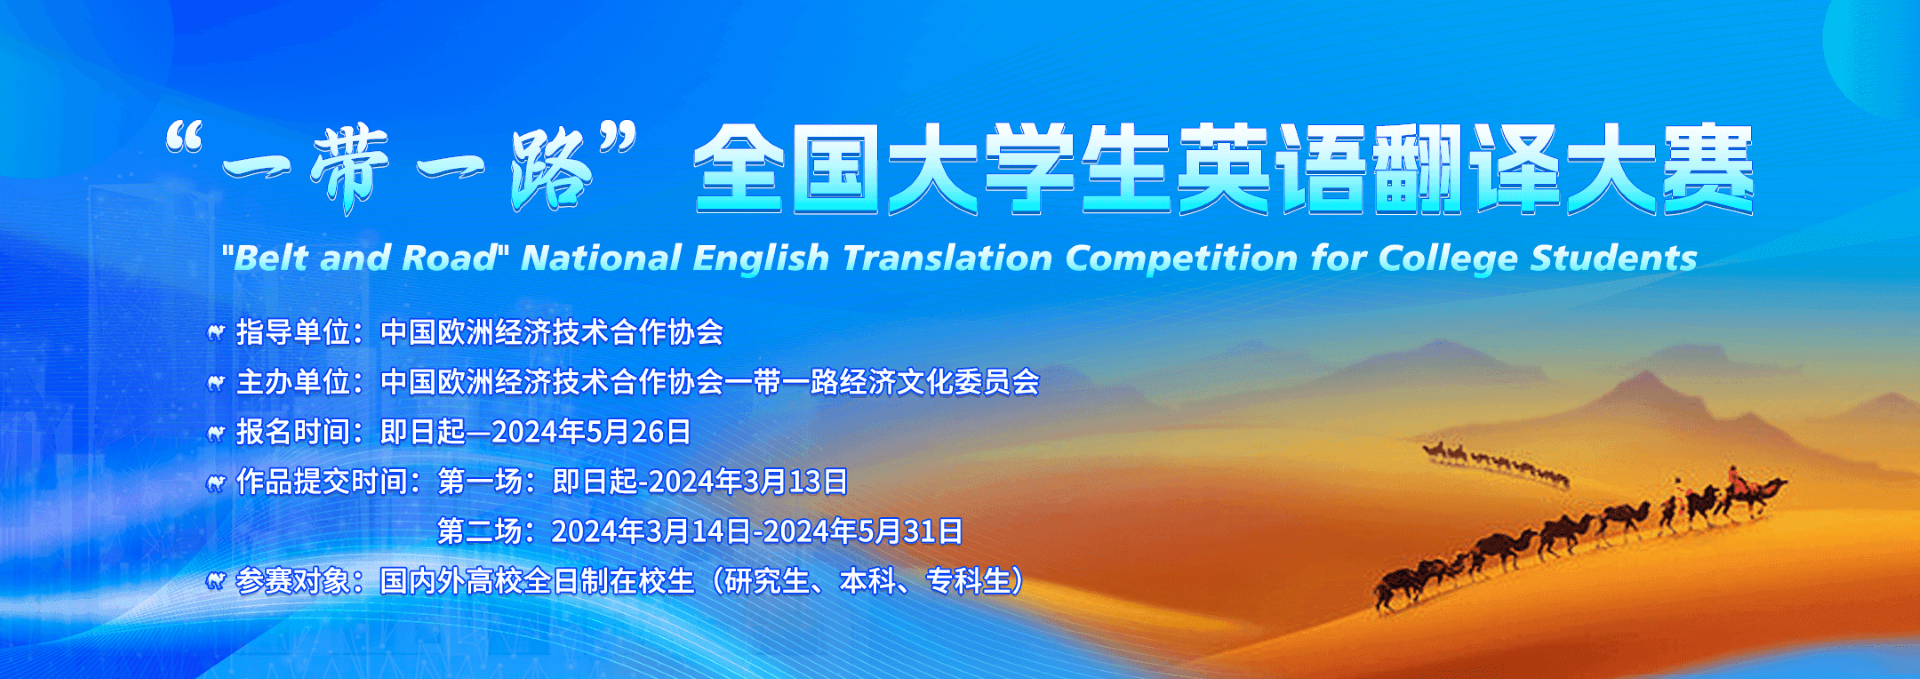 “一带一路”全国大学生英语翻译大赛
"Belt and Road" National English Translation Competition for College Students
指导单位：中国欧洲经济技术合作协会
主办单位：中国欧洲经济技术合作协会一带一路经济文化委员会
报名时间：即日起—2024年5月26日
作品提交时间：第一场：即日起-2024年3月13日
第二场：2024年3月14日-2024年5月31日
参赛对象：国内外高校全日制在校生（研究生、本科、专科生）